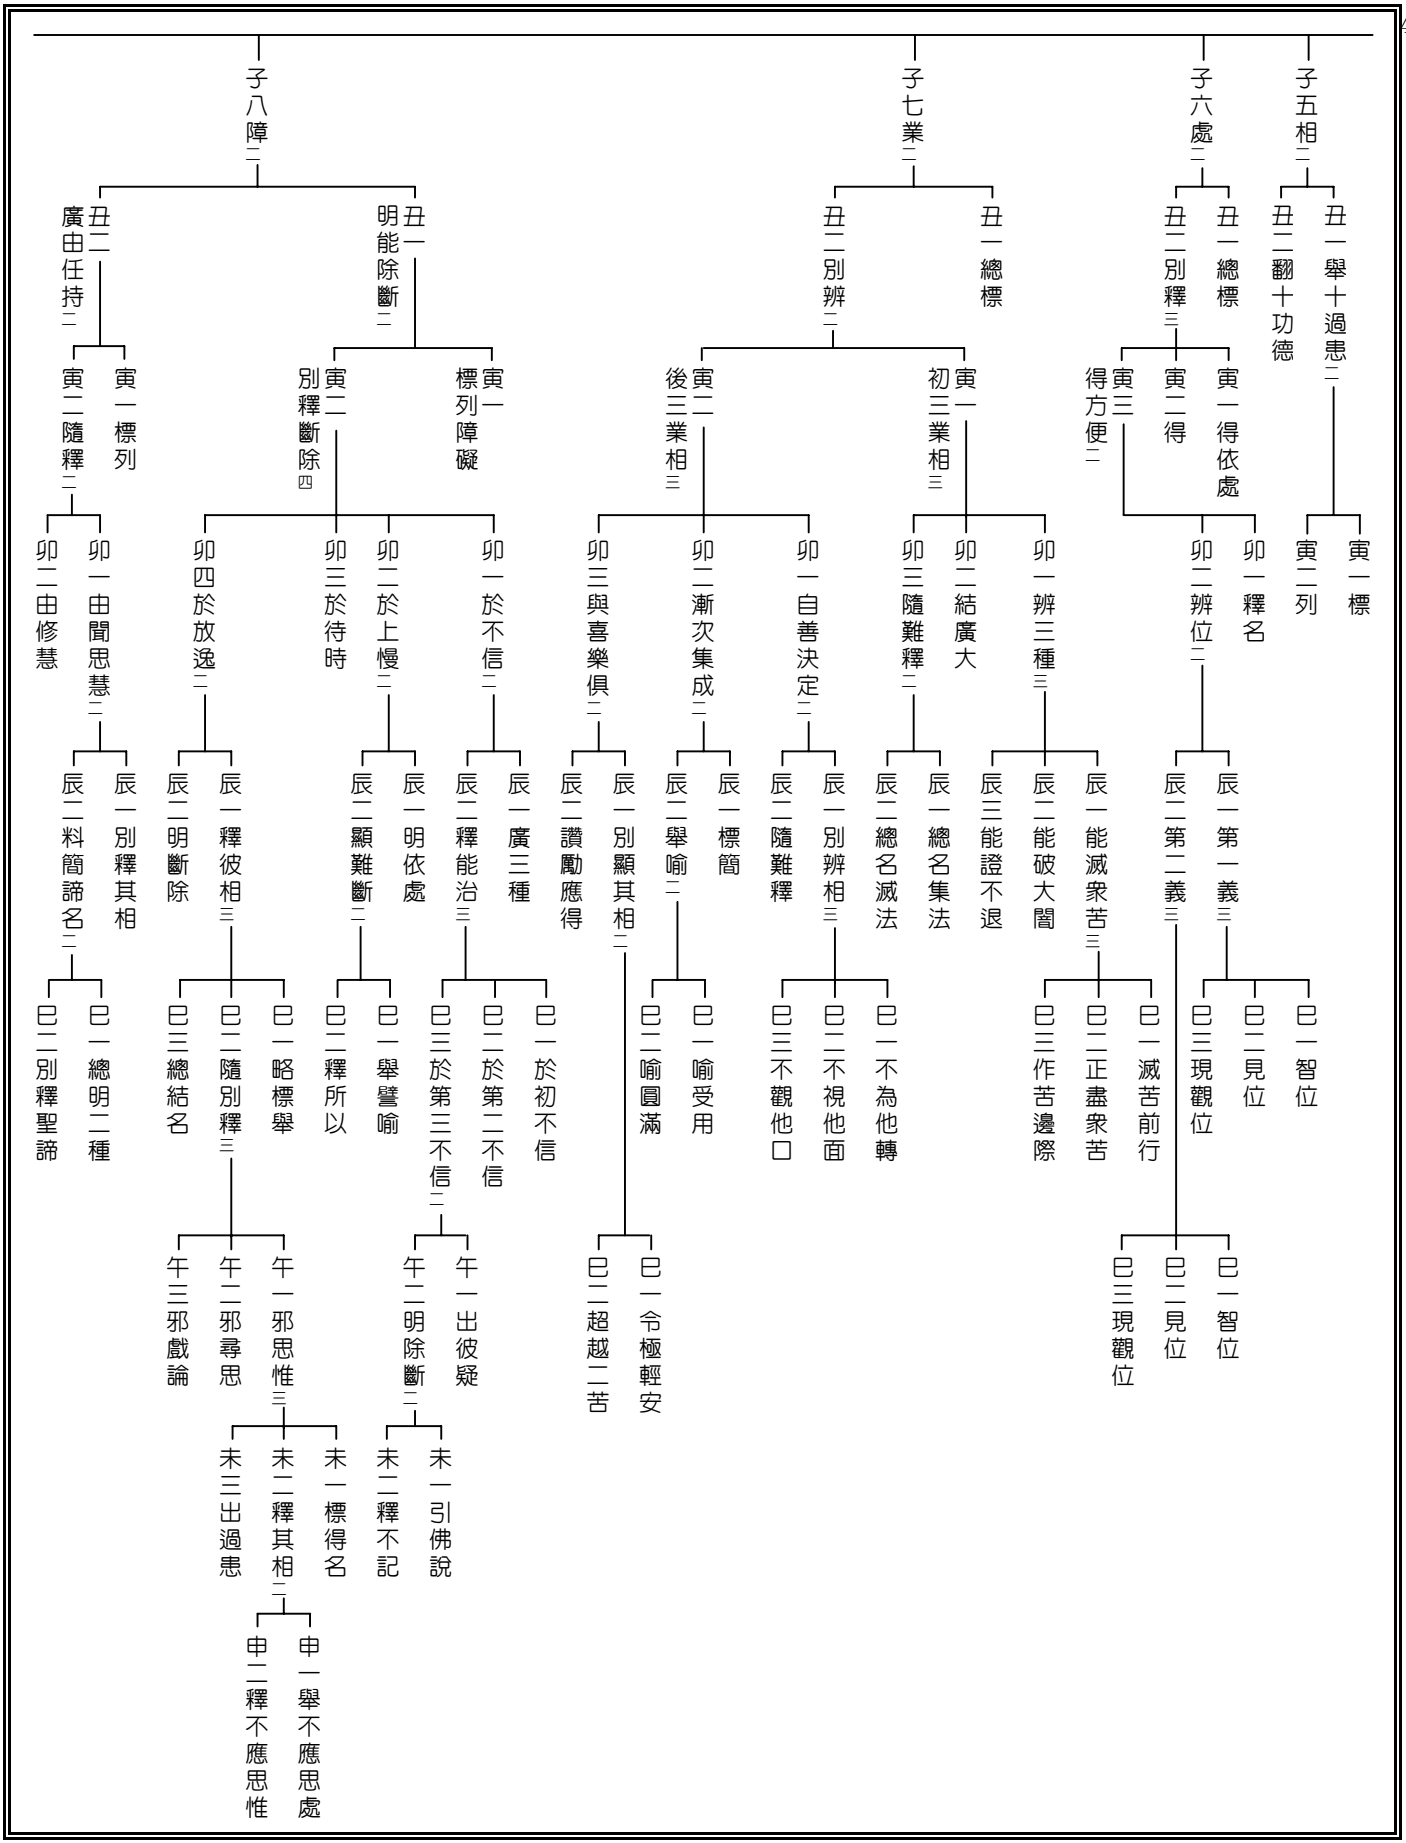 子五相二
丑一舉十過患二
寅一標
寅二列
丑二翻十功德
子六處二
丑一總標
丑二別釋三
寅一得依處
寅二得
寅三
得方便二
卯一釋名
卯二辨位二
辰一第一義三
巳一智位
巳二見位
巳三現觀位
辰二第二義三
巳一智位
巳二見位
巳三現觀位
子七業二
丑一總標
丑二別辨二
寅一
初三業相三
卯一辨三種三
辰一能滅衆苦三
巳一滅苦前行
巳二正盡衆苦
巳三作苦邊際
辰二能破大闇
辰三能證不退
卯二結廣大
卯三隨難釋二
辰一總名集法
辰二總名滅法
寅二
後三業相三
卯一自善決定二
辰一別辨相三
巳一不為他轉
巳二不視他面
巳三不觀他口
辰二隨難釋
卯二漸次集成二
辰一標簡
辰二舉喻二
巳一喻受用
巳二喻圓滿
卯三與喜樂俱二
辰一別顯其相二
巳一令極輕安
巳二超越二苦
辰二讚勵應得
子八障二
丑一
明能除斷二
寅一
標列障礙
寅二
別釋斷除四
卯一於不信二
辰一廣三種
辰二釋能治三
巳一於初不信
巳二於第二不信
巳三於第三不信二
午一出彼疑
午二明除斷二
未一引佛說
未二釋不記
卯二於上慢二
辰一明依處
辰二顯難斷二
巳一舉譬喻
巳二釋所以
卯三於待時
卯四於放逸二
辰一釋彼相三
巳一略標舉
巳二隨別釋三
午一邪思惟三
未一標得名
未二釋其相二
申一舉不應思處
申二釋不應思惟
未三出過患
午二邪尋思
午三邪戲論
巳三總結名
辰二明斷除
丑二
廣由任持二
寅一標列
寅二隨釋二
卯一由聞思慧二
辰一別釋其相
辰二料簡諦名二
巳一總明二種
巳二別釋聖諦
卯二由修慧